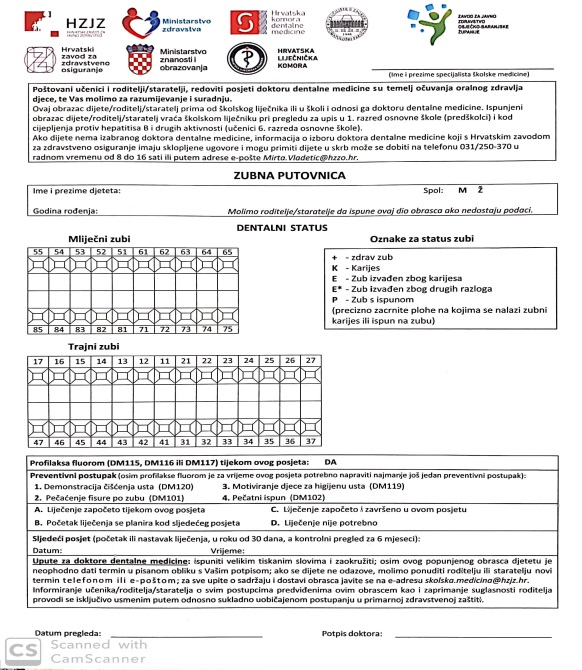 HZJZ
HRVATSKI ZAVOD ZA JAVNO ZDRAVSTVO
Ministarstvo
zdravstva
Hrvatska
komora
dentalne
medicine
ZAVOD ZA JAVNO
ZDRAVSTVO
OSJEČKO-BARANJSKE
ŽUPANIJE
Hrvatski
zavod za
zdravstveno
osiguranje
Ministarstvo
znanosti i
obrazovanja
HRVATSKA
LIJEČNIČKA
KOMORA
(Ime i prezime specijalista školske medicine)
Poštovani učenici i roditelji/staratelji, redoviti posjeti doktoru dentalne medicine su temelj očuvanja oralnog zdravlja
djece, te Vas molimo za razumijevanje i suradnju.
Ovaj obrazac dijete/roditelj/staratelj prima od školskog liječnika ili u školi i odnosi ga doktoru dentalne medicine. Ispunjeni
obrazac dijete/roditelj/staratelj vraća školskom liječniku pri pregledu za upis u 1. razred osnovne škole (predškolci) i kod
cijepljenja protiv hepatitisa B i drugih aktivnosti (učenici 6. razreda osnovne škole).
Ako dijete nema izabranog doktora dentalne medicine, informacija o izboru doktora dentalne medicine koji s Hrvatskim zavodom
za zdravstveno osiguranje imaju sklopljene ugovore i mogu primiti dijete u skrb može se dobiti na telefonu 031/250-370 u
radnom vremenu od 8 do 16 sati ili putem adrese e-pošte Mirta.Vladetic@hzzo.hr.
ZUBNA PUTOVNICA
Ime i prezime djeteta: Spol: M Ž
Godina rođenja: Molimo roditelje/staratelje da ispune ovaj dio obrasca ako nedostaju podaci.
DENTALNI STATUS
Mliječni zubi
55 54 53 52 51 61 62 63 64 65
85 84 83 82 81 71 72 73 74 75
Oznake za status zubi
+ - zdrav zub
K - Karijes
E - Zub izvađen zbog karijesa
E* - Zub izvađen zbog drugih razloga
P - Zub s ispunom
(precizno zacrnite plohe na kojima se nalazi zubni
karijes ili ispun na zubu)
Trajni zubi
17 16 15 14 13 12 11 21 22 23 24 25 26 27
47 46 45 44 43 42 41 31 32 33 34 35 36 37
Profilaksa fluorom (DM115, DM116 ili DM117) tijekom ovog posjeta: DA
Preventivni postupak (osim profilakse fluorom je za vrijeme ovog posjeta potrebno napraviti najmanje još jedan preventivni postupak):
1. Demonstracija čišćenja usta (DM120) 3. Motiviranje djece za higijenu usta (DM119)
2. Pečaćenje fisure po zubu (DM101) 4. Pečatni ispun (DM102)
A. Liječenje započeto tijekom ovog posjeta C. Liječenje započeto i završeno u ovom posjetu
B. Početak liječenja se planira kod sljedećeg posjeta D. Liječenje nije potrebno
Sljedeći posjet (početak ili nastavak liječenja, u roku od 30 dana, a kontrolni pregled za 6 mjeseci):
Datum: Vrijeme:
Upute za doktore dentalne medicine: ispuniti velikim tiskanim slovima i zaokružiti; osim ovog popunjenog obrasca djetetu je
neophodno dati termin u pisanom obliku s Vašim potpisom; ako se dijete ne odazove, molimo ponuditi roditelju ili staratelju novi
termin telefonom ili e-poštom; za sve upite o sadržaju i dostavi obrasca javite se na e-adresu skolska.medicina@hzjz.hr.
Informiranje učenika/roditelja/staratelja o svim postupcima predviđenim ovim obrascem kao i zaprimanje suglasnosti roditelja
provodi se isključivo usmenim putem odnosno sukladno uobičajenom postupanju u primarnoj zdravstvenoj zaštiti.
Datum pregleda: Potpis doktora:
CS Scanned with
CamScanner